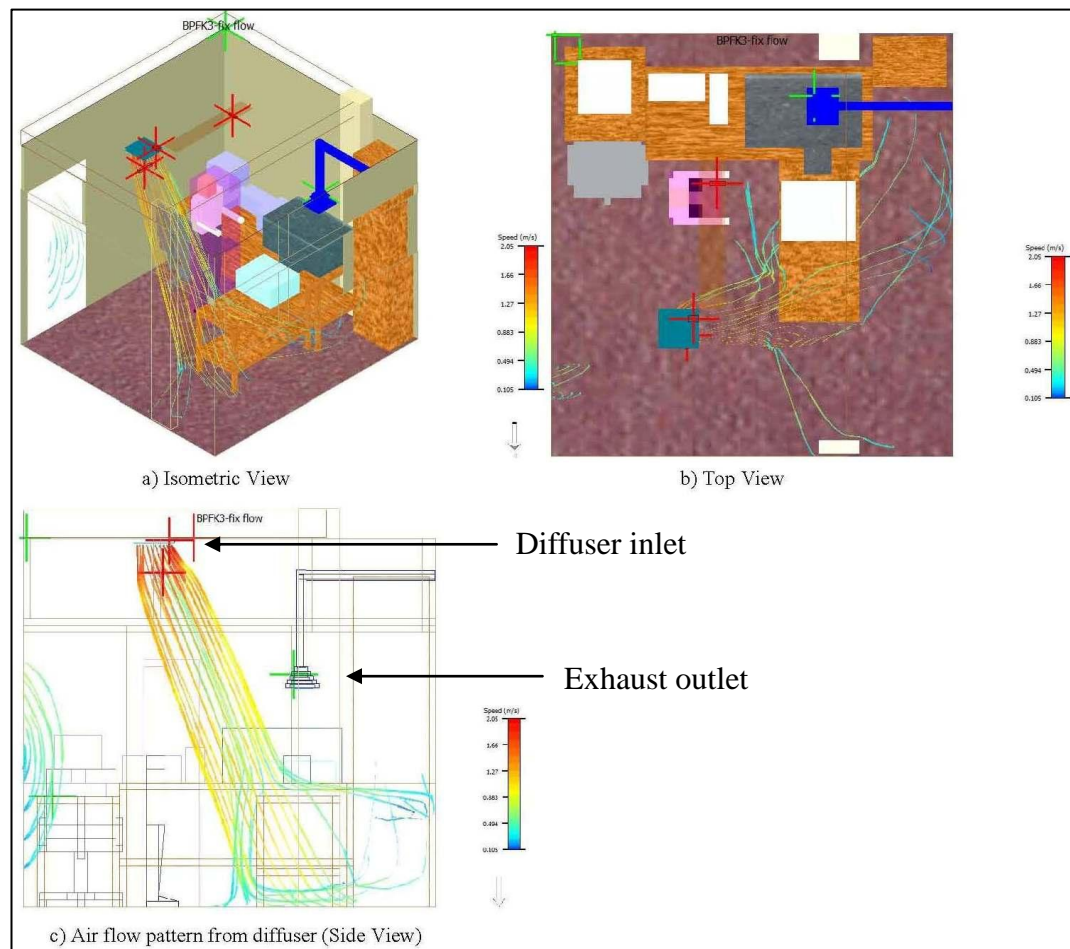 BPFK3-fix flow
Speed (m/s)
2.05
1.66
1.27
0.883
0.494
0.105
a) Isometric View
BPFK3-fix flow
Speed (m/s)
2.05
1.66
1.27
0.883
0.494
0.105
b) Top View
BPFK3-fix flow
Diffuser inlet
Exhaust outlet
Speed (m/s)
2.05
1.66
1.27
0.883
0.494
0.105
c) Air flow pattern from diffuser (Side View)